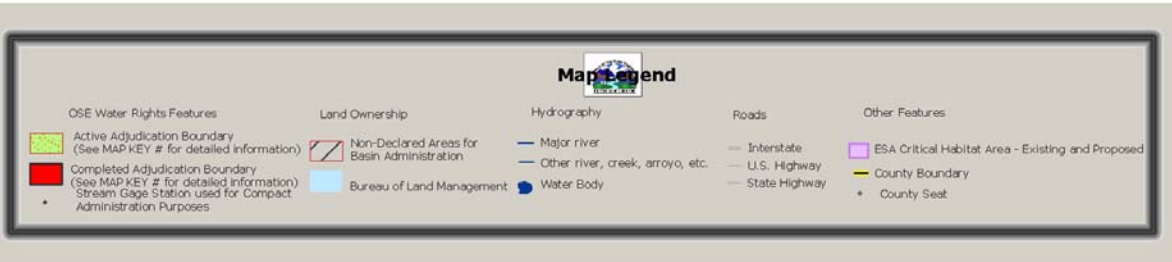 Map Legend
OSE Water Rights Features
Active Adjudication Boundary
(See MAP KEY # for detailed information)
Completed Adjudication Boundary
(See MAP KEY # for detailed information)
Stream Gage Station used for Compact
Administration Purposes
Land Ownership
Non-Declared Areas for
Basin Administration
Bureau of Land Management
Hydrography
Major river
Other river, creek, arroyo, etc.
Water Body
Roads
Interstate
U.S. Highway
State Highway
Other Features
ESA Critical Habitat Area - Existing and Proposed
County Boundary
County Seat